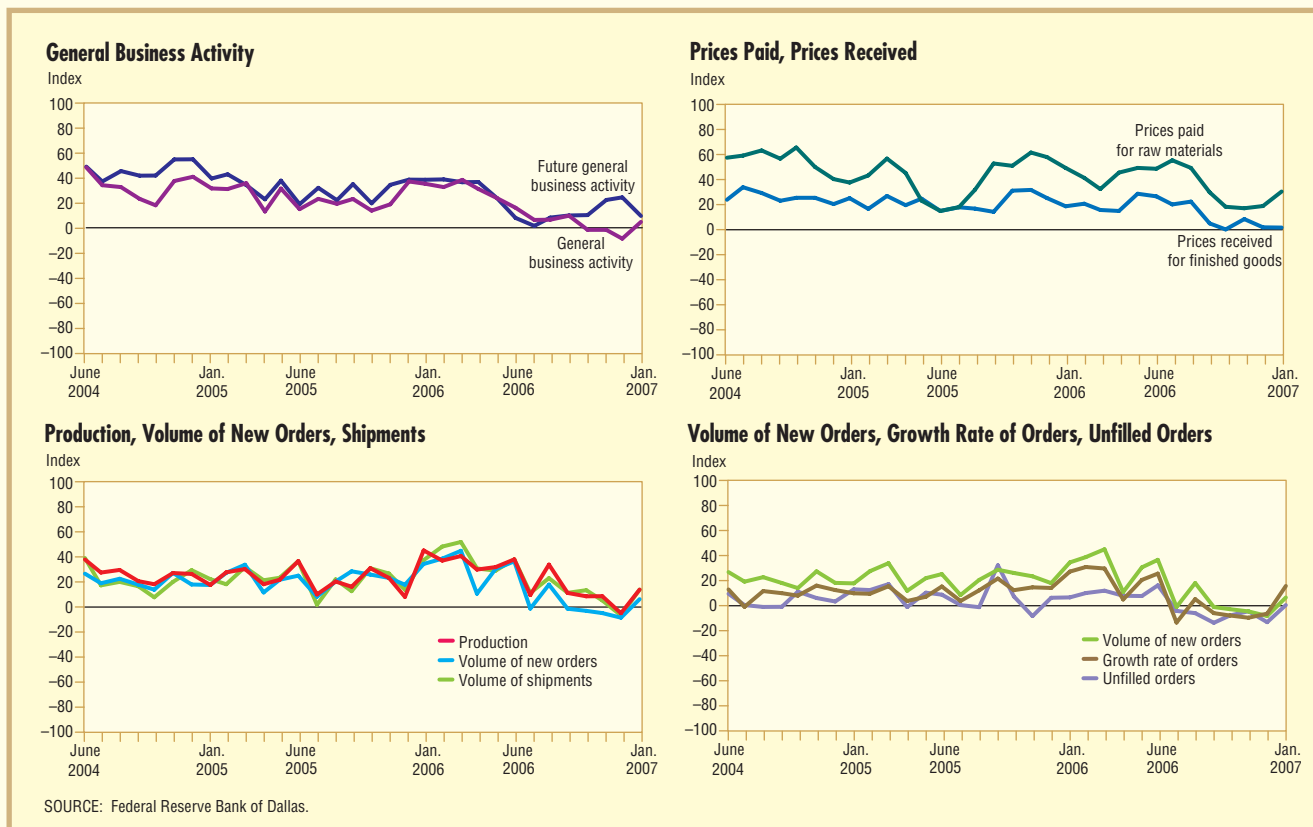 General Business Activity
Index
100
80
60
40
20
0
–20
–40
–60
–80
–100
Future general
business activity
General
business activity
June
2004
Jan.
2005
June
2005
Jan.
2006
June
2006
Jan.
2007
Prices Paid, Prices Received
Index
100
80
60
40
20
0
–20
–40
–60
–80
–100
Prices paid
for raw materials
Prices received
for finished goods
June
2004
Jan.
2005
June
2005
Jan.
2006
June
2006
Jan.
2007
Production, Volume of New Orders, Shipments
Index
100
80
60
40
20
0
–20
–40
–60
–80
–100
Production
Volume of new orders
Volume of shipments
June
2004
Jan.
2005
June
2005
Jan.
2006
June
2006
Jan.
2007
Volume of New Orders, Growth Rate of Orders, Unfilled Orders
Index
100
80
60
40
20
0
–20
–40
–60
–80
–100
Volume of new orders
Growth rate of orders
Unfilled orders
June
2004
Jan.
2005
June
2005
Jan.
2006
June
2006
Jan.
2007
SOURCE: Federal Reserve Bank of Dallas.